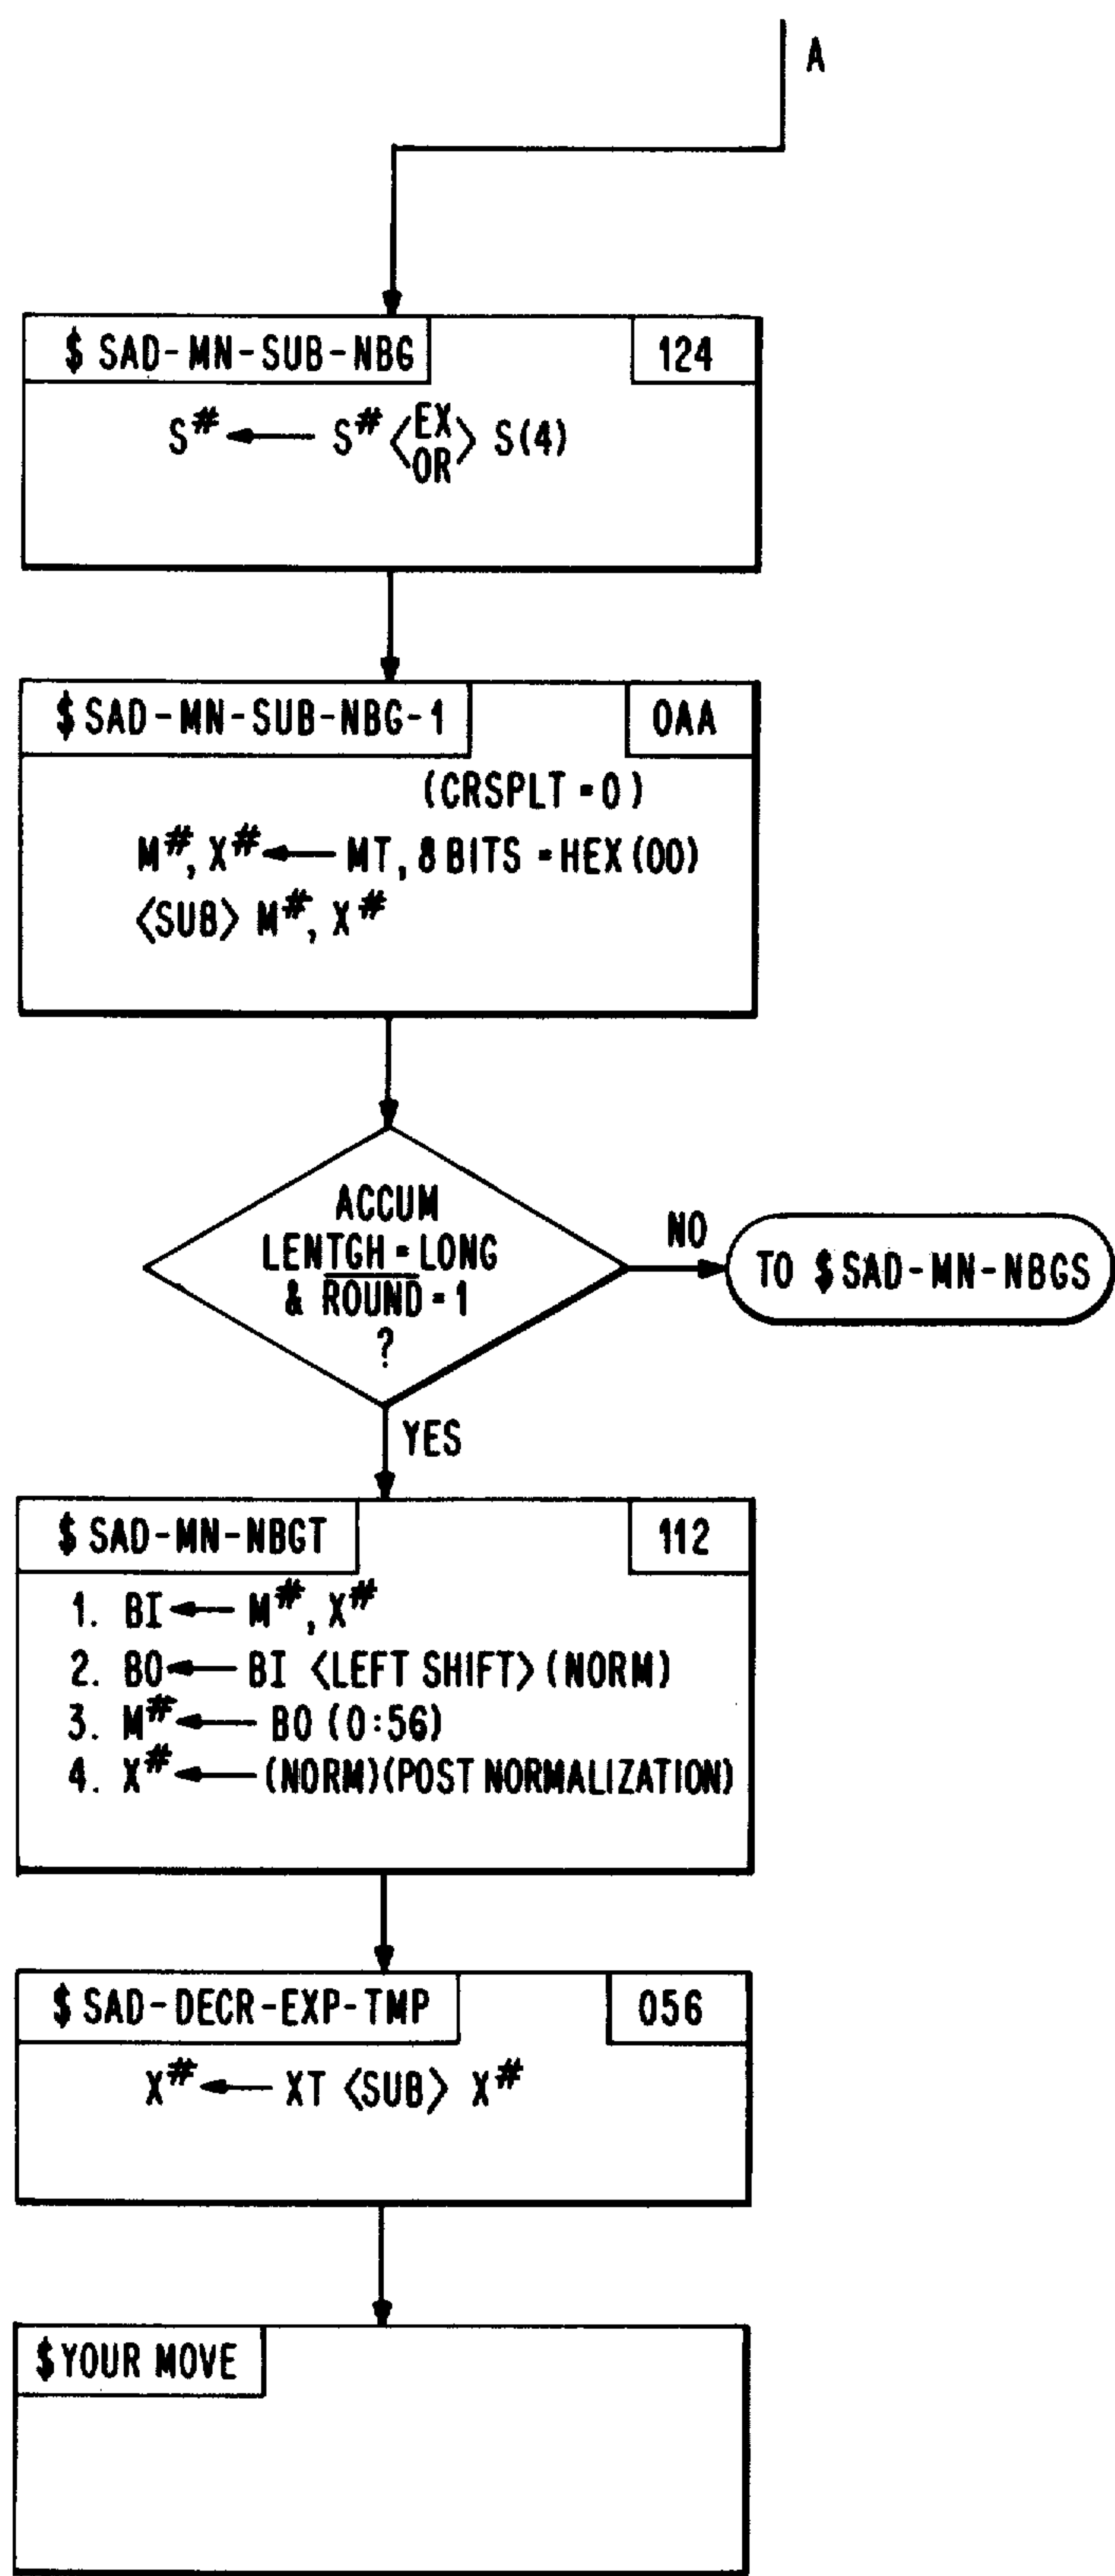 A
$ SAD-MN-SUB-NBG 124
S# ← S# <EX OR> S(4)
$ SAD-MN-SUB-NBG-1 0AA
(CRSPLT = 0)
M#, X# ← MT, 8 BITS = HEX (00)
<SUB> M#, X#
ACCUM
LENTGH = LONG
& R̅O̅U̅N̅D̅ = 1
?
NO
TO $ SAD-MN-NBGS
YES
$ SAD-MN-NBGT 112
1. BI ← M#, X#
2. BO ← BI <LEFT SHIFT> (NORM)
3. M# ← BO (0:56)
4. X# ← (NORM)(POST NORMALIZATION)
$ SAD-DECR-EXP-TMP 056
X# ← XT <SUB> X#
$ YOUR MOVE